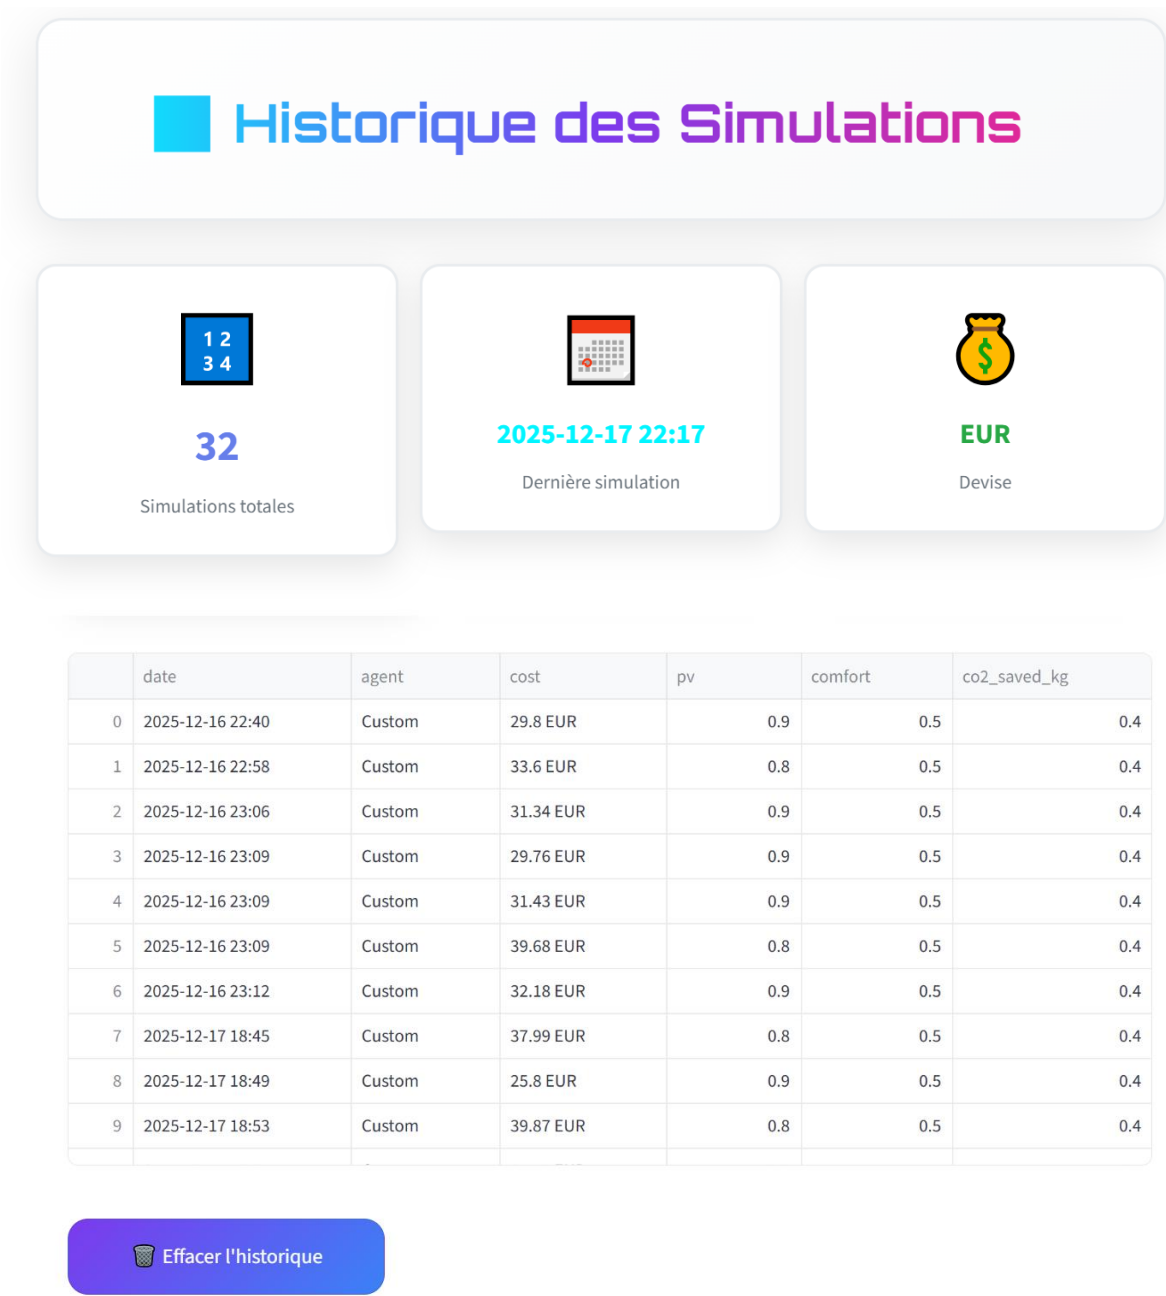 Historique des Simulations
1 2
3 4
32
Simulations totales
2025-12-17 22:17
Dernière simulation
$
EUR
Devise
date agent cost pv comfort co2_saved_kg
0 2025-12-16 22:40 Custom 29.8 EUR 0.9 0.5 0.4
1 2025-12-16 22:58 Custom 33.6 EUR 0.8 0.5 0.4
2 2025-12-16 23:06 Custom 31.34 EUR 0.9 0.5 0.4
3 2025-12-16 23:09 Custom 29.76 EUR 0.9 0.5 0.4
4 2025-12-16 23:09 Custom 31.43 EUR 0.9 0.5 0.4
5 2025-12-16 23:09 Custom 39.68 EUR 0.8 0.5 0.4
6 2025-12-16 23:12 Custom 32.18 EUR 0.9 0.5 0.4
7 2025-12-17 18:45 Custom 37.99 EUR 0.8 0.5 0.4
8 2025-12-17 18:49 Custom 25.8 EUR 0.9 0.5 0.4
9 2025-12-17 18:53 Custom 39.87 EUR 0.8 0.5 0.4
Effacer l'historique